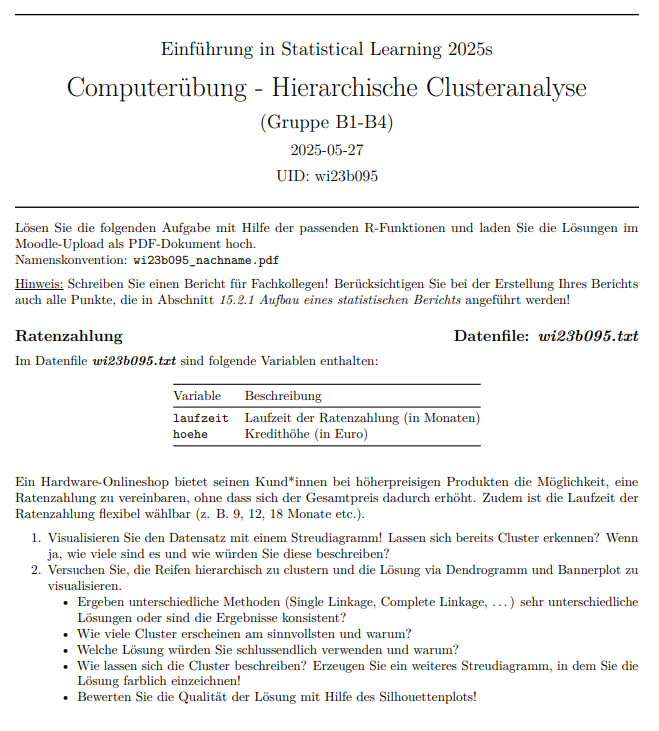 Einführung in Statistical Learning 2025s
Computerübung - Hierarchische Clusteranalyse
(Gruppe B1-B4)
2025-05-27
UID: wi23b095
Lösen Sie die folgenden Aufgabe mit Hilfe der passenden R-Funktionen und laden Sie die Lösungen im
Moodle-Upload als PDF-Dokument hoch.
Namenskonvention: wi23b095_nachname.pdf
Hinweis: Schreiben Sie einen Bericht für Fachkollegen! Berücksichtigen Sie bei der Erstellung Ihres Berichts
auch alle Punkte, die in Abschnitt 15.2.1 Aufbau eines statistischen Berichts angeführt werden!
Ratenzahlung Datenfile: wi23b095.txt
Im Datenfile wi23b095.txt sind folgende Variablen enthalten:
Variable Beschreibung
laufzeit Laufzeit der Ratenzahlung (in Monaten)
hoehe Kredithöhe (in Euro)
Ein Hardware-Onlineshop bietet seinen Kund*innen bei höherpreisigen Produkten die Möglichkeit, eine
Ratenzahlung zu vereinbaren, ohne dass sich der Gesamtpreis dadurch erhöht. Zudem ist die Laufzeit der
Ratenzahlung flexibel wählbar (z. B. 9, 12, 18 Monate etc.).
1. Visualisieren Sie den Datensatz mit einem Streudiagramm! Lassen sich bereits Cluster erkennen? Wenn
ja, wie viele sind es und wie würden Sie diese beschreiben?
2. Versuchen Sie, die Reifen hierarchisch zu clustern und die Lösung via Dendrogramm und Bannerplot zu
visualisieren.
• Ergeben unterschiedliche Methoden (Single Linkage, Complete Linkage, ...) sehr unterschiedliche
Lösungen oder sind die Ergebnisse konsistent?
• Wie viele Cluster erscheinen am sinnvollsten und warum?
• Welche Lösung würden Sie schlussendlich verwenden und warum?
• Wie lassen sich die Cluster beschreiben? Erzeugen Sie ein weiteres Streudiagramm, in dem Sie die
Lösung farblich einzeichnen!
• Bewerten Sie die Qualität der Lösung mit Hilfe des Silhouettenplots!